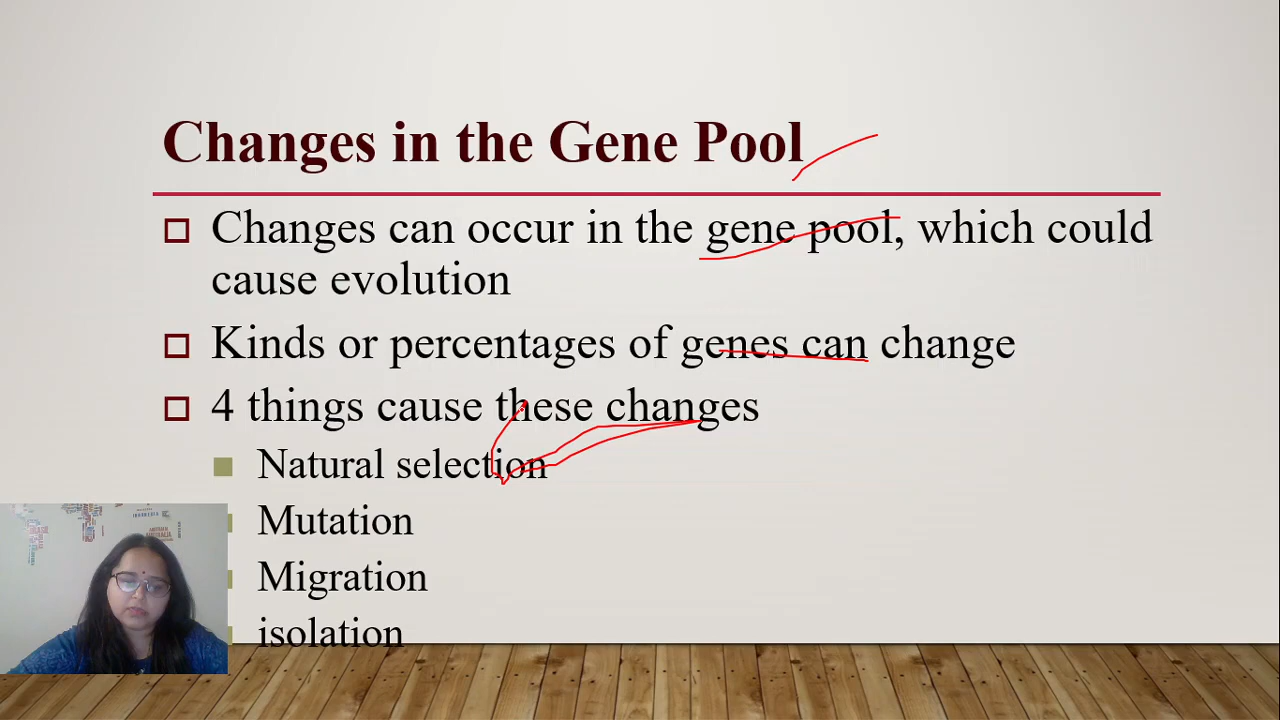 Changes in the Gene Pool
Changes can occur in the gene pool, which could
cause evolution
Kinds or percentages of genes can change
4 things cause these changes
Natural selection
Mutation
Migration
isolation